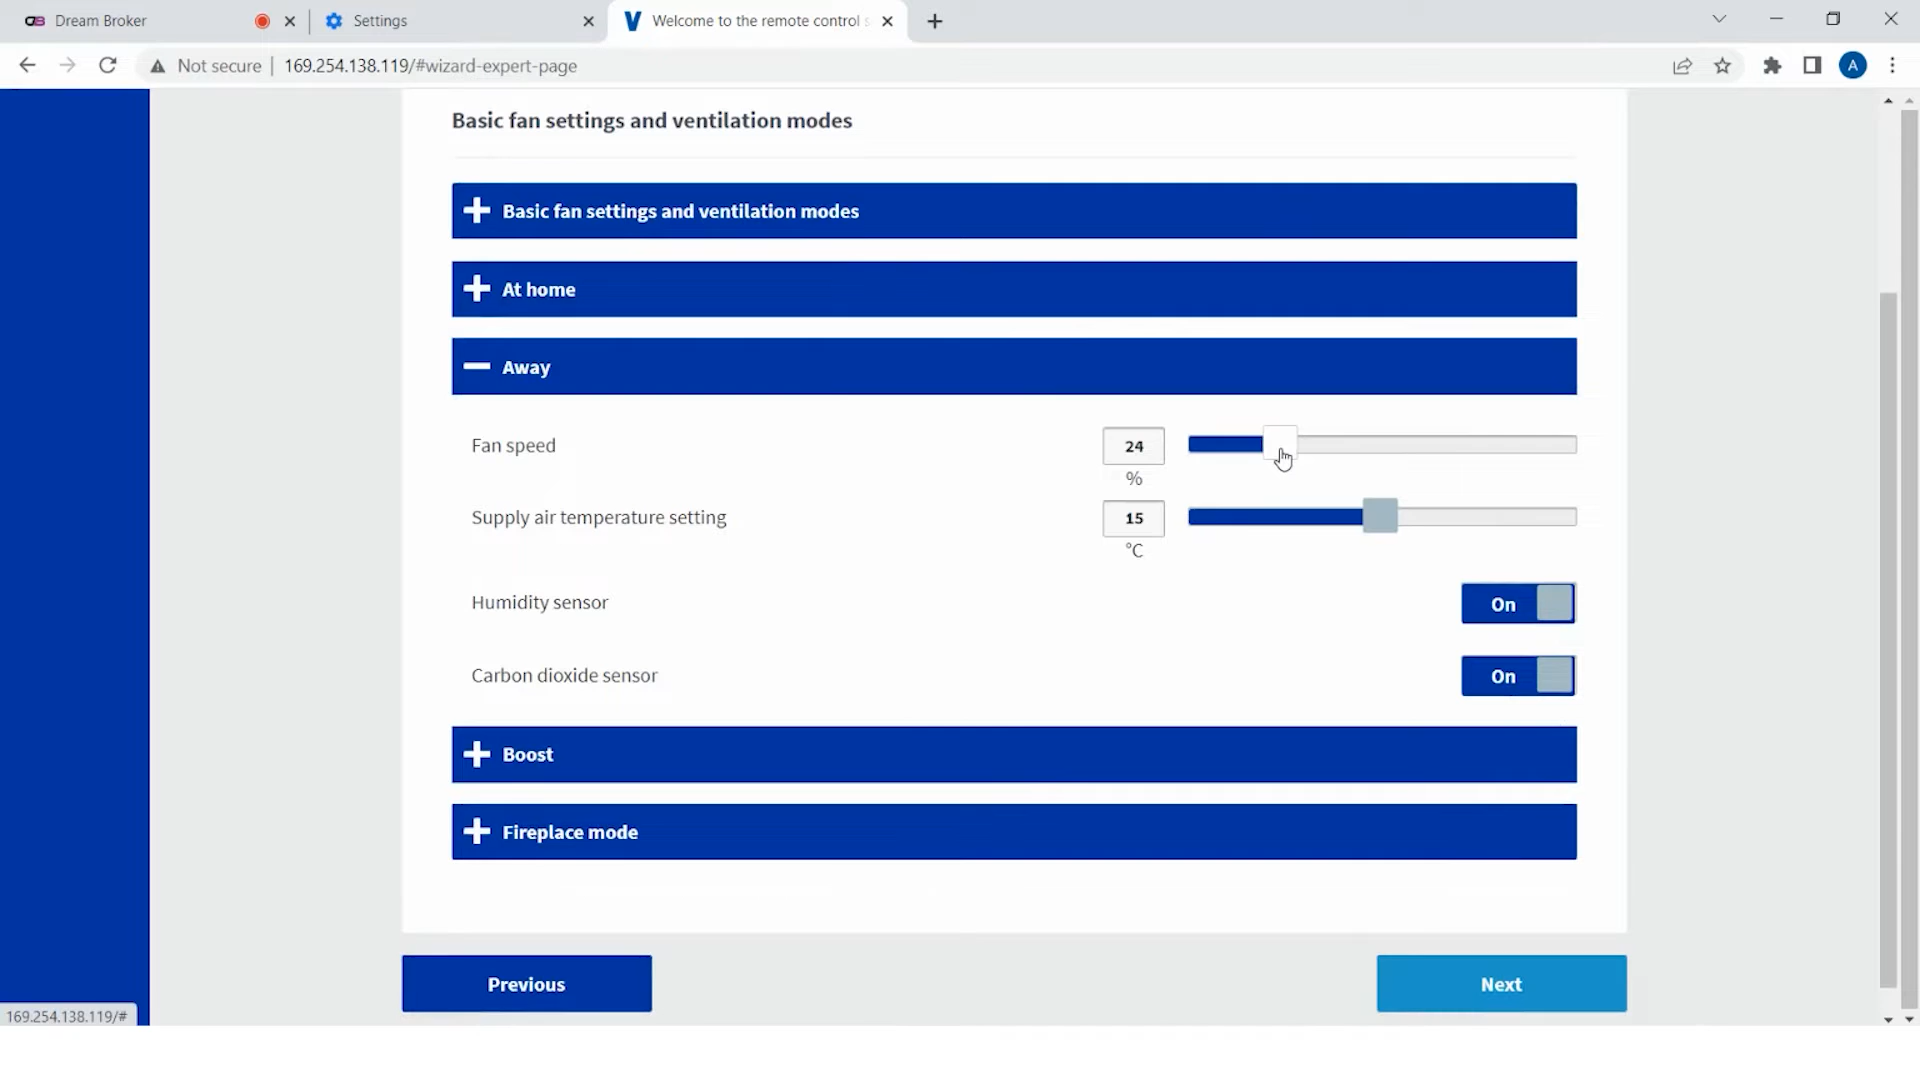 Dream Broker
Settings
Welcome to the remote control s
Not secure
169.254.138.119/#wizard-expert-page
A
Basic fan settings and ventilation modes
Basic fan settings and ventilation modes
At home
Away
Fan speed
24
%
Supply air temperature setting
15
°C
Humidity sensor
On
Carbon dioxide sensor
On
Boost
Fireplace mode
Previous
Next
169.254.138.119/#